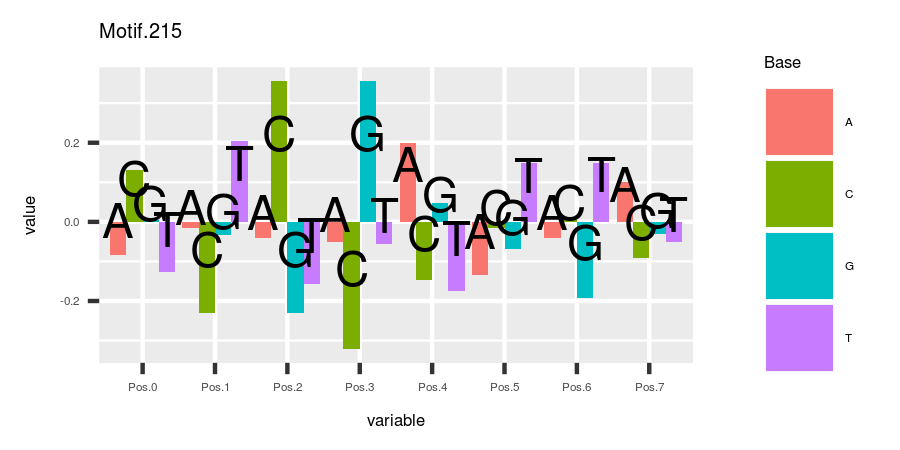 Motif.215
Base
A
C
G
T
value
0.2
0.0
-0.2
A C G T A C G T A C G T A C G T A C G T A C G T A C G T A C G T
Pos.0 Pos.1 Pos.2 Pos.3 Pos.4 Pos.5 Pos.6 Pos.7
variable